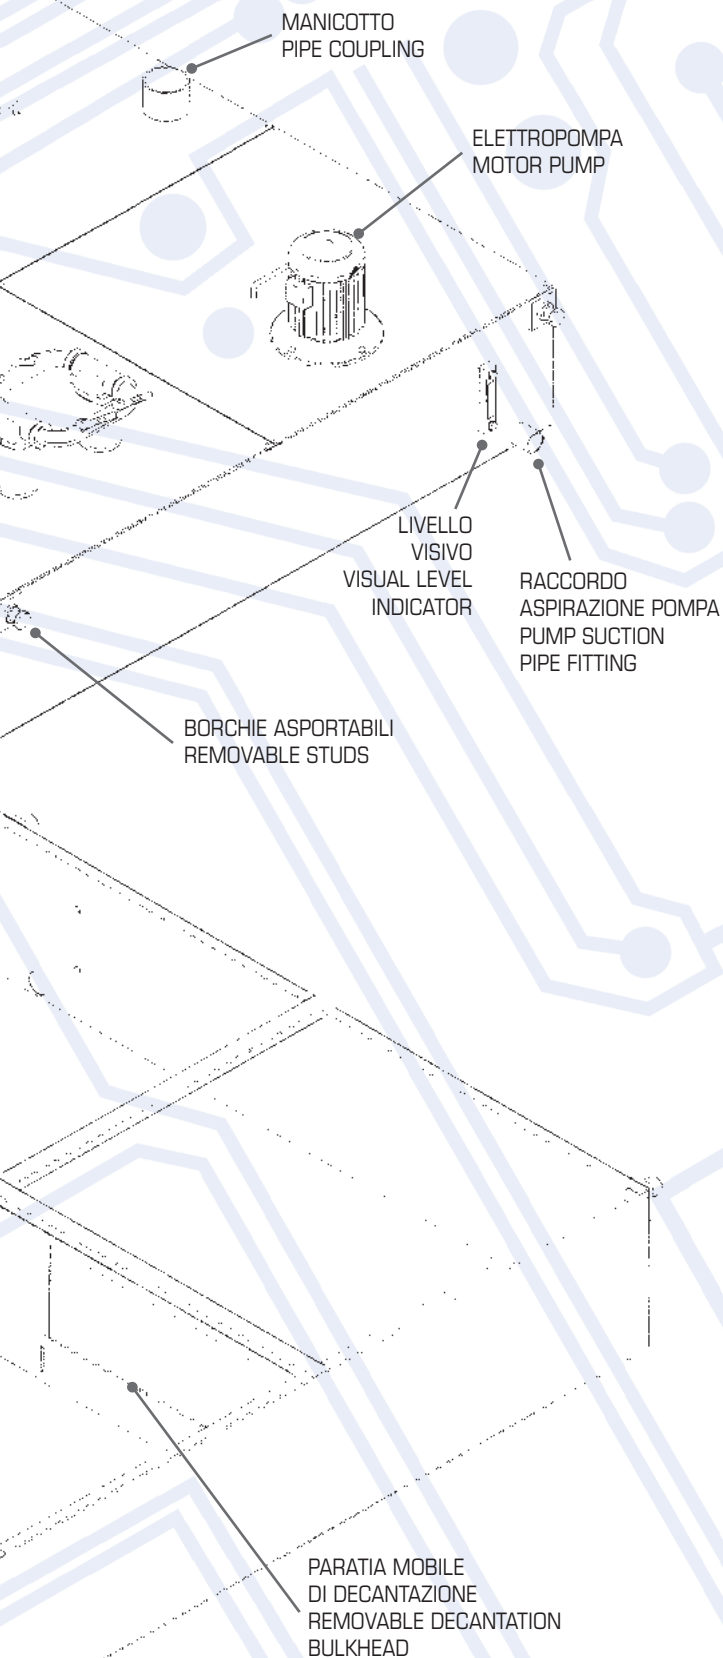 MANICOTTO
PIPE COUPLING
ELETTROPOMPA
MOTOR PUMP
LIVELLO
VISIVO
VISUAL LEVEL
INDICATOR
RACCORDO
ASPIRAZIONE POMPA
PUMP SUCTION
PIPE FITTING
BORCHIE ASPORTABILI
REMOVABLE STUDS
PARATIA MOBILE
DI DECANTAZIONE
REMOVABLE DECANTATION
BULKHEAD